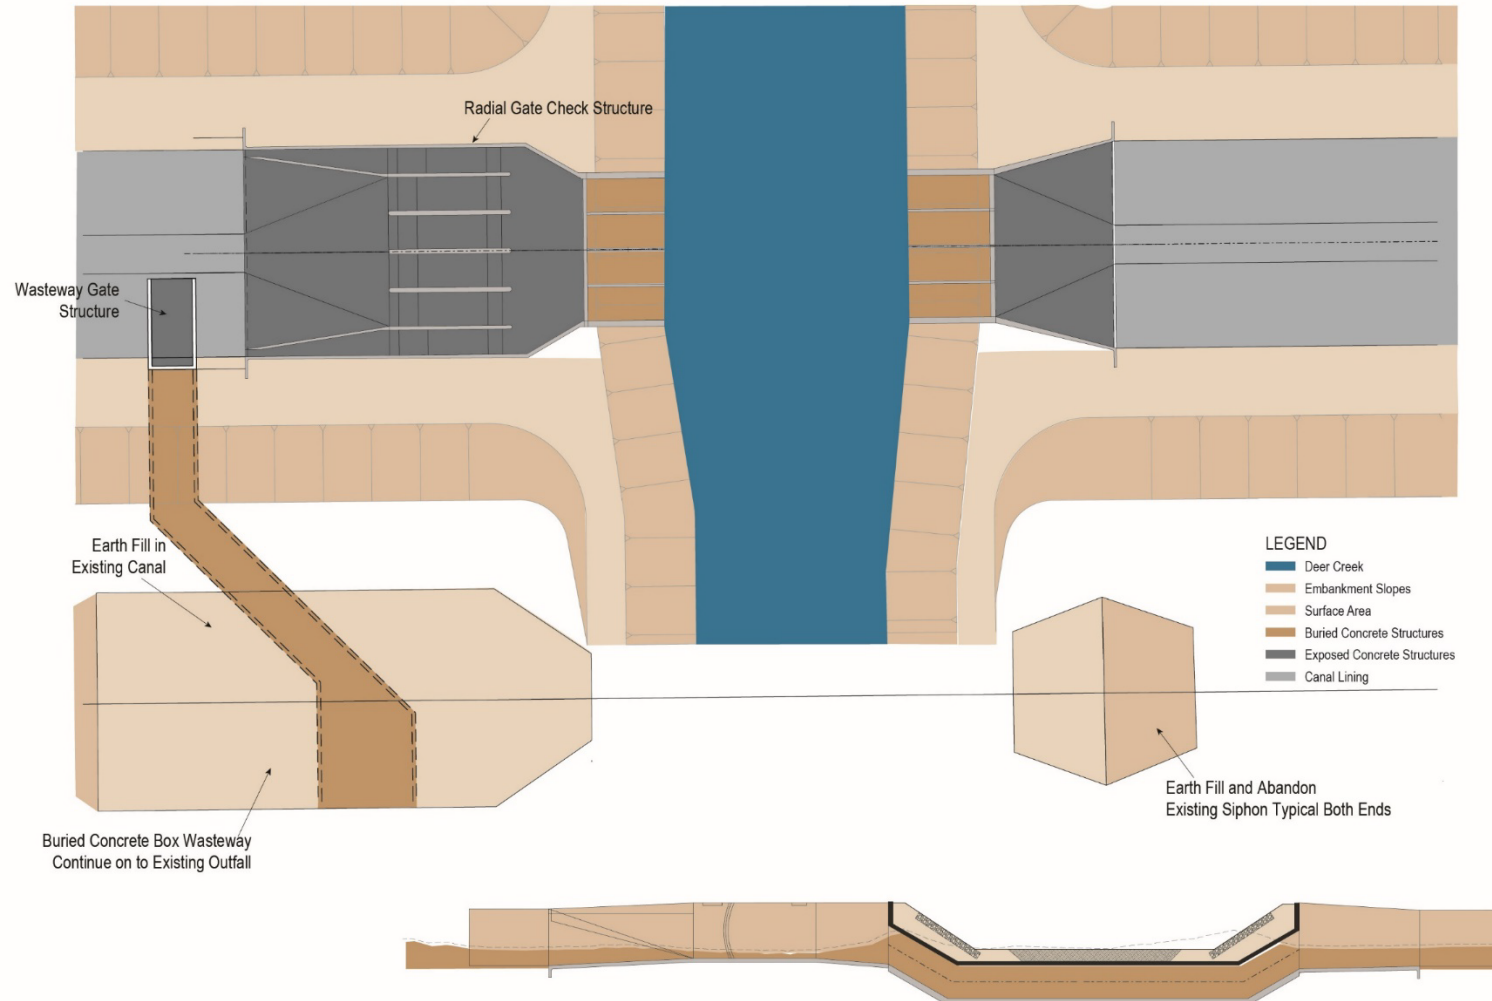 Radial Gate Check Structure
Wasteway Gate
Structure
Earth Fill in
Existing Canal
LEGEND
Deer Creek
Embankment Slopes
Surface Area
Buried Concrete Structures
Exposed Concrete Structures
Canal Lining
Earth Fill and Abandon
Existing Siphon Typical Both Ends
Buried Concrete Box Wasteway
Continue on to Existing Outfall